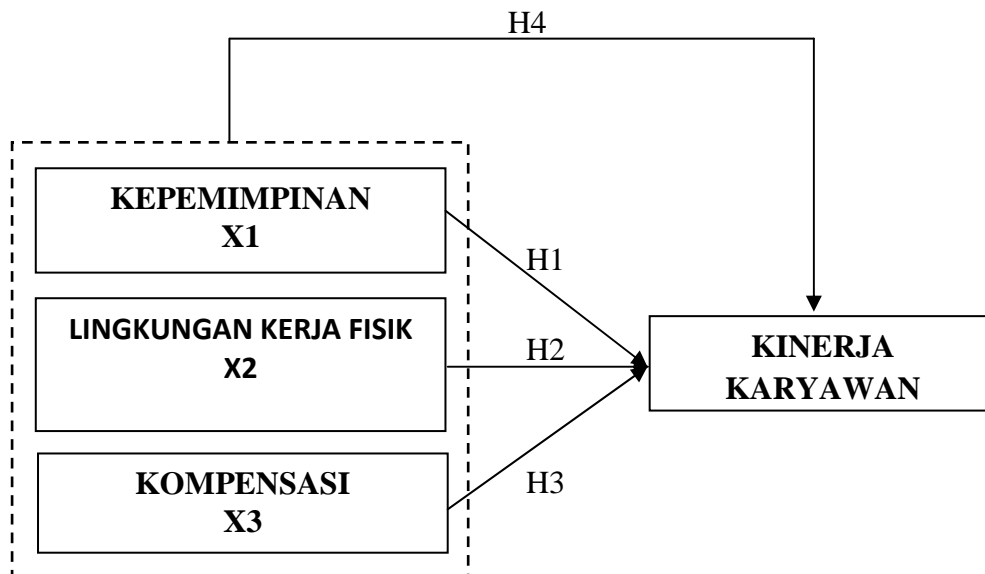 H4
KEPEMIMPINAN
X1
H1
LINGKUNGAN KERJA FISIK
X2
H2
KINERJA
KARYAWAN
KOMPENSASI
X3
H3